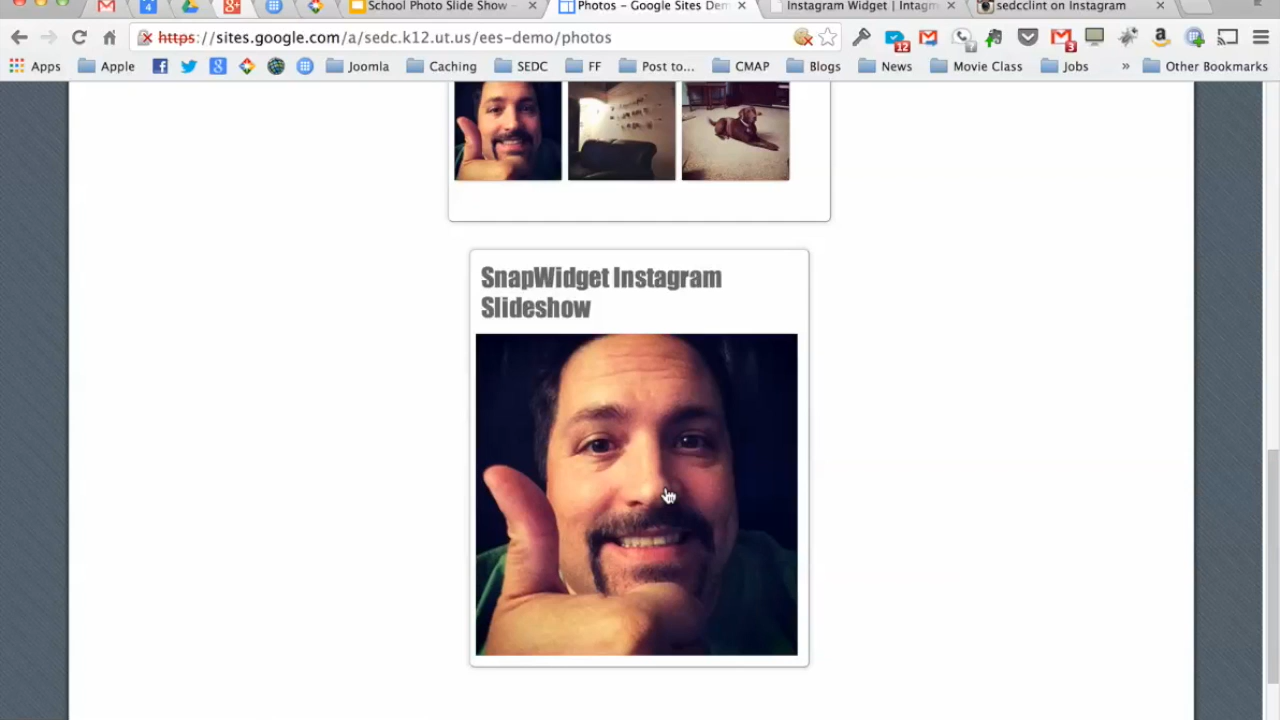 School Photo Slide Show -
Photos - Google Sites Dem
Instagram Widget | Intagm
sedcclint on Instagram
https://sites.google.com/a/sedc.k12.ut.us/ees-demo/photos
12
3
Apps
Apple
Joomla
Caching
SEDC
FF
Post to...
CMAP
Blogs
News
Movie Class
Jobs
»
Other Bookmarks
SnapWidget Instagram
Slideshow